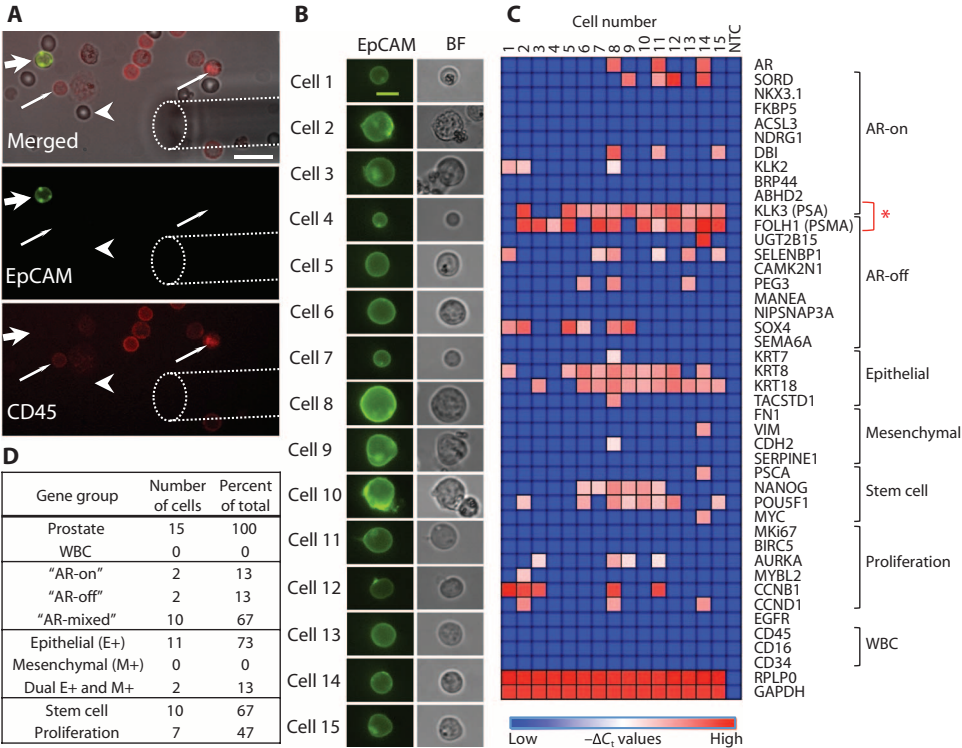 A
Merged
EpCAM
CD45
B
EpCAM BF
Cell 1
Cell 2
Cell 3
Cell 4
Cell 5
Cell 6
Cell 7
Cell 8
Cell 9
Cell 10
Cell 11
Cell 12
Cell 13
Cell 14
Cell 15
C
Cell number
1 2 3 4 5 6 7 8 9 10 11 12 13 14 15 NTC
AR
SORD
NKX3.1
FKBP5
ACSL3
NDRG1
DBI
KLK2
BRP44
ABHD2
KLK3 (PSA)
FOLH1 (PSMA)
UGT2B15
SELENBP1
CAMK2N1
PEG3
MANEA
NIPSNAP3A
SOX4
SEMA6A
KRT7
KRT8
KRT18
TACSTD1
FN1
VIM
CDH2
SERPINE1
PSCA
NANOG
POU5F1
MYC
MKi67
BIRC5
AURKA
MYBL2
CCNB1
CCND1
EGFR
CD45
CD16
CD34
RPLP0
GAPDH
AR-on
*
AR-off
Epithelial
Mesenchymal
Stem cell
Proliferation
WBC
Low −ΔCt values High
D
Gene group Number of cells Percent of total
Prostate 15 100
WBC 0 0
“AR-on” 2 13
“AR-off” 2 13
“AR-mixed” 10 67
Epithelial (E+) 11 73
Mesenchymal (M+) 0 0
Dual E+ and M+ 2 13
Stem cell 10 67
Proliferation 7 47